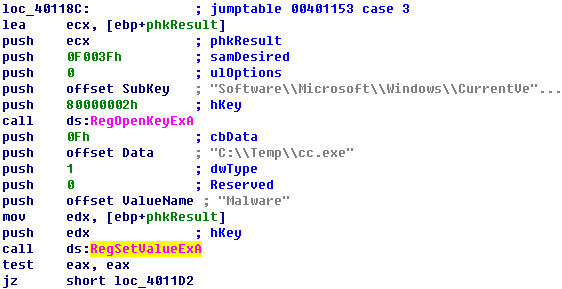 loc_40118C: ; jumptable 00401153 case 3
lea ecx, [ebp+phkResult]
push ecx ; phkResult
push 0F003Fh ; samDesired
push 0 ; ulOptions
push offset SubKey ; "Software\\Microsoft\\Windows\\CurrentVe"...
push 80000002h ; hKey
call ds:RegOpenKeyExA
push 0Fh ; cbData
push offset Data ; "C:\\Temp\\cc.exe"
push 1 ; dwType
push 0 ; Reserved
push offset ValueName ; "Malware"
mov edx, [ebp+phkResult]
push edx ; hKey
call ds:RegSetValueExA
test eax, eax
jz short loc_4011D2